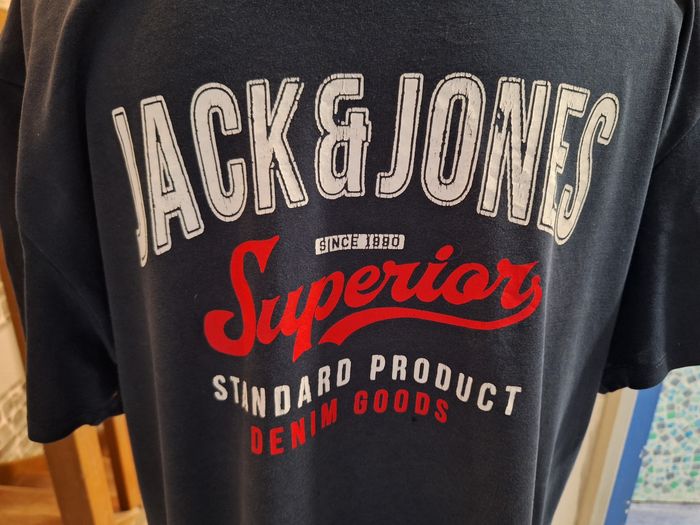 JACK & JONES
SINCE 1990
Superior
STANDARD PRODUCT
DENIM GOODS